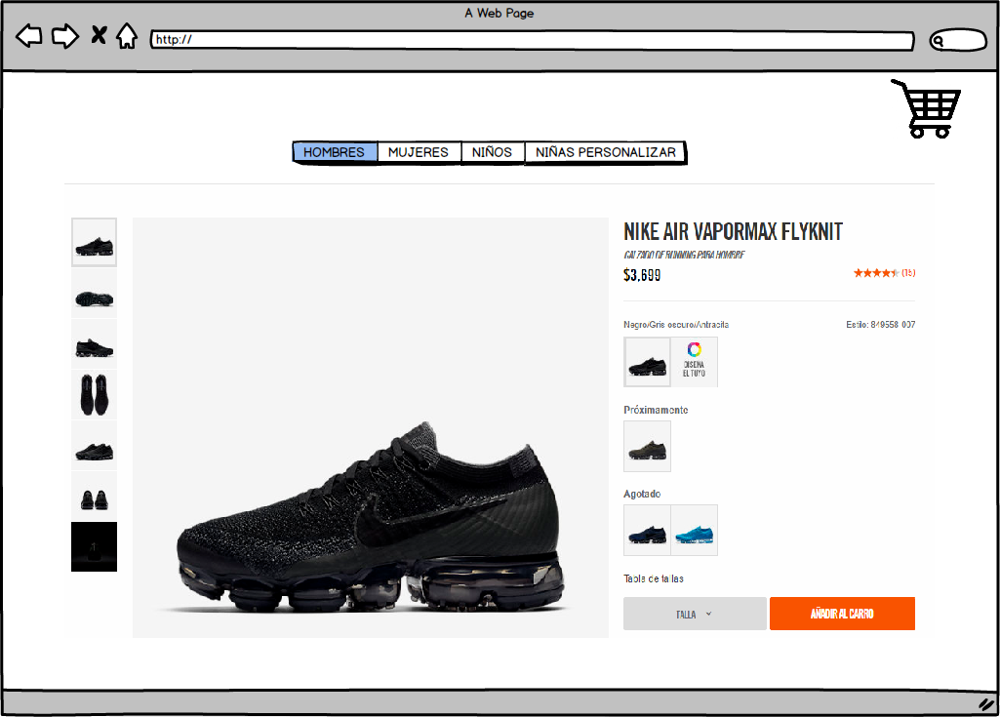 A Web Page
http://
HOMBRES MUJERES NIÑOS NIÑAS PERSONALIZAR
NIKE AIR VAPORMAX FLYKNIT
CALZADO DE RUNNING PARA HOMBRE
$3,699
(15)
Negro/Gris oscuro/Antracita Estilo: 849558-007
DISEÑA
EL TUYO
Próximamente
Agotado
Tabla de tallas
TALLA AÑADIR AL CARRO